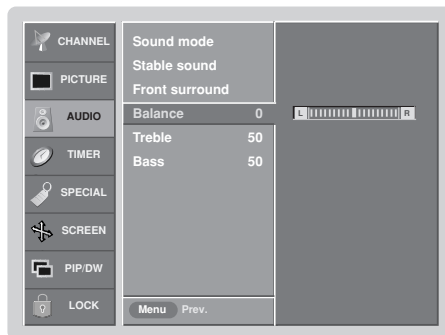 CHANNEL
PICTURE
AUDIO
TIMER
SPECIAL
SCREEN
PIP/DW
LOCK
Sound mode
Stable sound
Front surround
Balance 0
Treble 50
Bass 50
L R
Menu Prev.